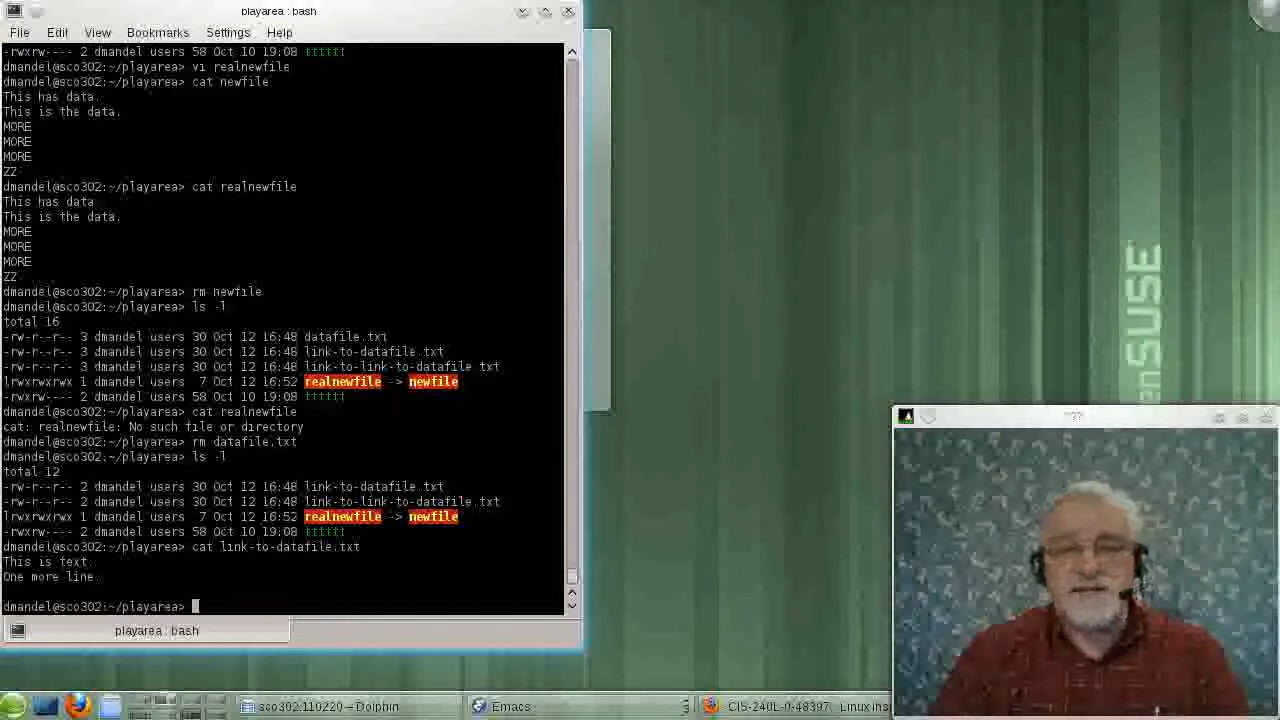 playarea : bash
File Edit View Bookmarks Settings Help
-rwxrw---- 2 dmandel users 58 Oct 10 19:08 tttttt
dmandel@sco302:~/playarea> vi realnewfile
dmandel@sco302:~/playarea> cat newfile
This has data.
This is the data.
MORE
MORE
MORE
ZZ
dmandel@sco302:~/playarea> cat realnewfile
This has data
This is the data.
MORE
MORE
MORE
ZZ
dmandel@sco302:~/playarea> rm newfile
dmandel@sco302:~/playarea> ls -l
total 16
-rw-r--r-- 3 dmandel users 30 Oct 12 16:48 datafile.txt
-rw-r--r-- 3 dmandel users 30 Oct 12 16:48 link-to-datafile.txt
-rw-r--r-- 3 dmandel users 30 Oct 12 16:48 link-to-link-to-datafile.txt
lrwxrwxrwx 1 dmandel users 7 Oct 12 16:52 realnewfile -> newfile
-rwxrw---- 2 dmandel users 58 Oct 10 19:08 tttttt
dmandel@sco302:~/playarea> cat realnewfile
cat: realnewfile: No such file or directory
dmandel@sco302:~/playarea> rm datafile.txt
dmandel@sco302:~/playarea> ls -l
total 12
-rw-r--r-- 2 dmandel users 30 Oct 12 16:48 link-to-datafile.txt
-rw-r--r-- 2 dmandel users 30 Oct 12 16:48 link-to-link-to-datafile.txt
lrwxrwxrwx 1 dmandel users 7 Oct 12 16:52 realnewfile -> newfile
-rwxrw---- 2 dmandel users 58 Oct 10 19:08 tttttt
dmandel@sco302:~/playarea> cat link-to-datafile.txt
This is text.
One more line.
dmandel@sco302:~/playarea>
playarea : bash
enSUSE
???
sco302:110220 – Dolphin
Emacs
CIS-240L-0-48397, Linux Ins